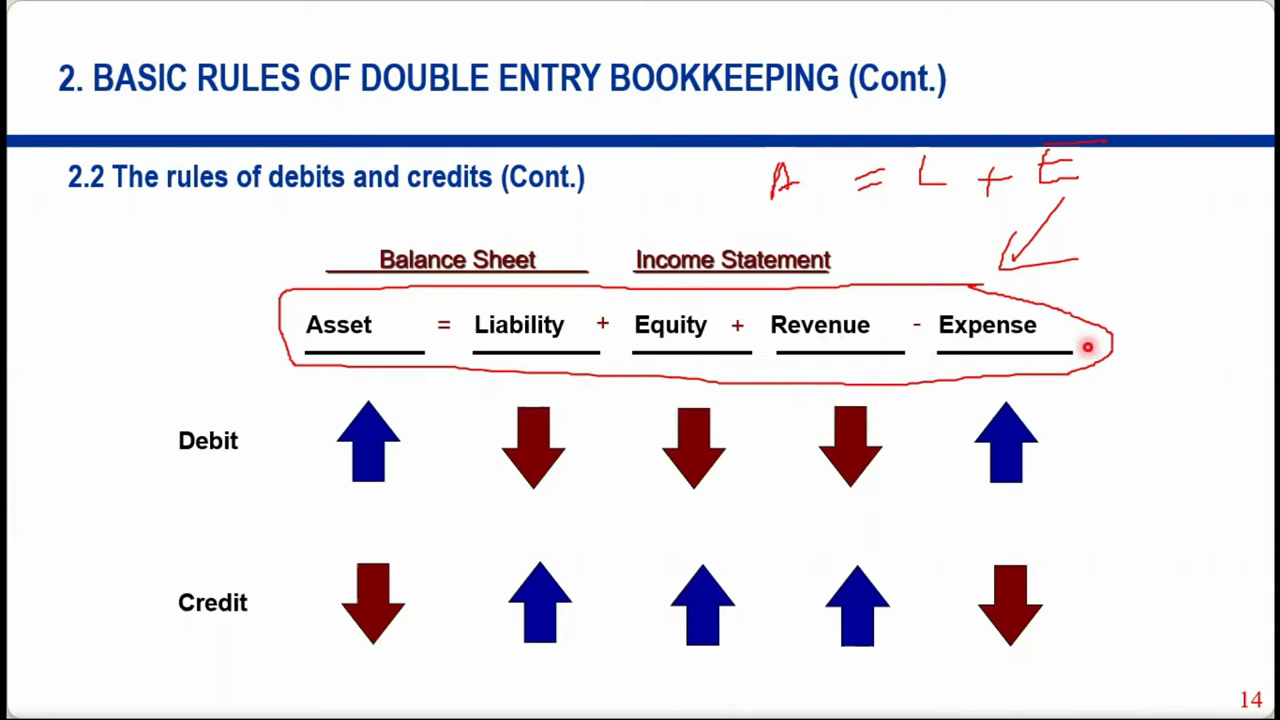 2. BASIC RULES OF DOUBLE ENTRY BOOKKEEPING (Cont.)
2.2 The rules of debits and credits (Cont.)
A = L + E
Balance Sheet Income Statement
Asset = Liability + Equity + Revenue - Expense
Debit
Credit
14